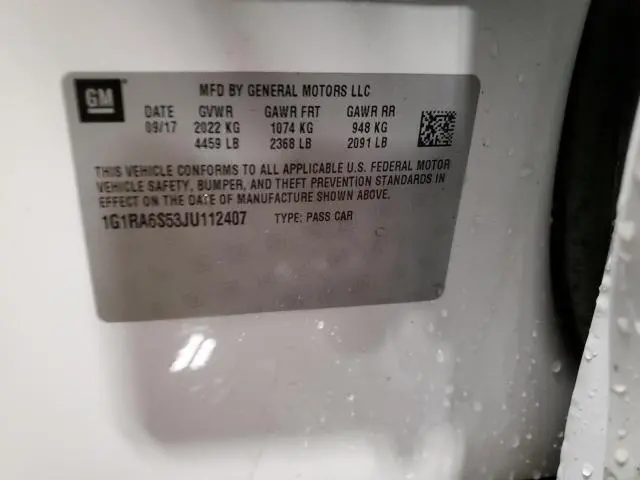 GM
MFD BY GENERAL MOTORS LLC
DATE GVWR GAWR FRT GAWR RR
09/17 2022 KG 1074 KG 948 KG
4459 LB 2368 LB 2091 LB
THIS VEHICLE CONFORMS TO ALL APPLICABLE U.S. FEDERAL MOTOR
VEHICLE SAFETY, BUMPER, AND THEFT PREVENTION STANDARDS IN
EFFECT ON THE DATE OF MANUFACTURE SHOWN ABOVE.
1G1RA6S53JU112407 TYPE: PASS CAR